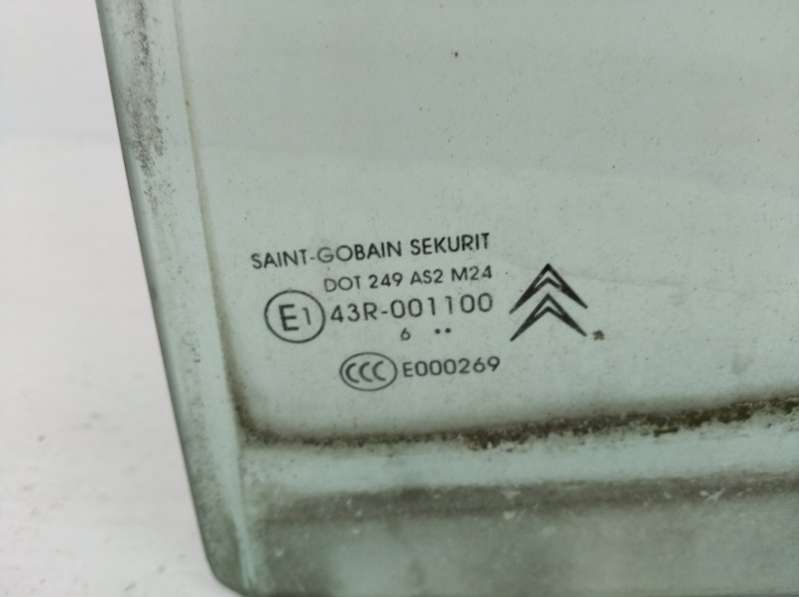 SAINT-GOBAIN SEKURIT
DOT 249 AS2 M24
E1 43R-001100
6 ••
CCC E000269